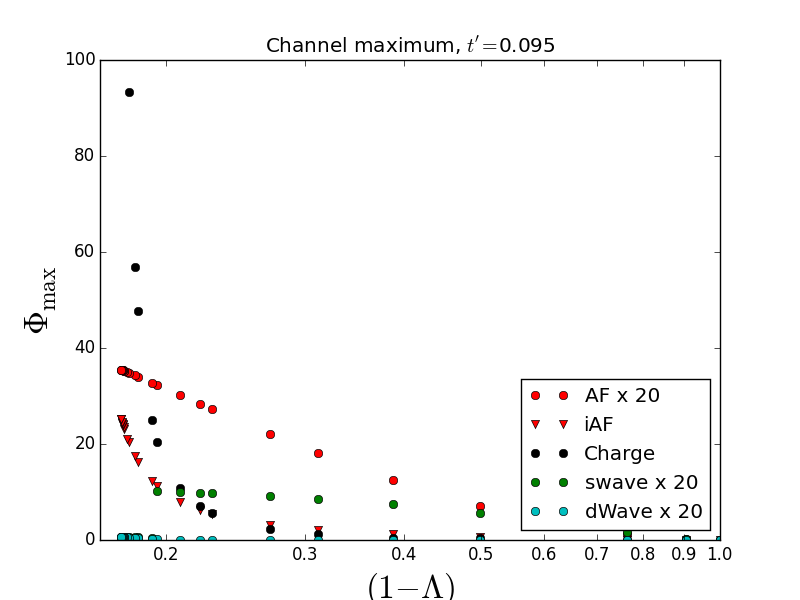 Channel maximum, t′=0.095
100
80
60
40
20
0
Φmax
AF x 20
iAF
Charge
swave x 20
dWave x 20
0.2 0.3 0.4 0.5 0.6 0.7 0.8 0.9 1.0
(1−Λ)